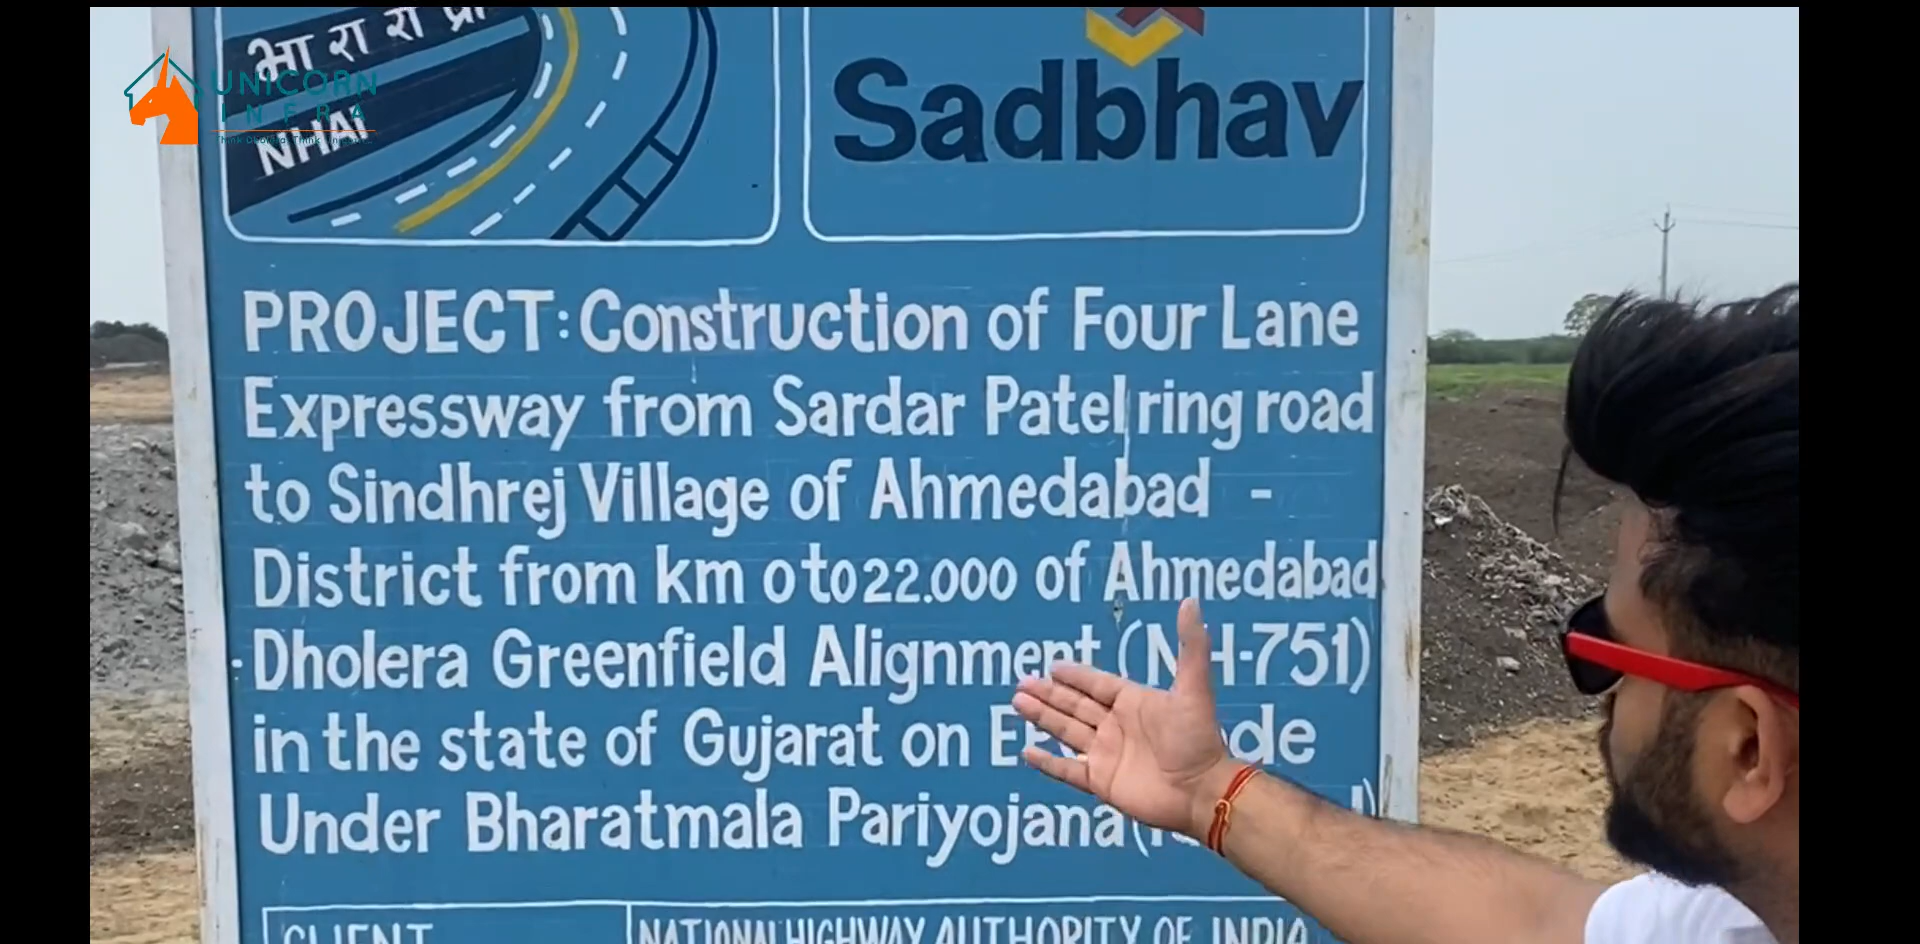 भा रा रा प्रा
NHAI
UNICORN
INFRA
Sadbhav
PROJECT: Construction of Four Lane
Expressway from Sardar Patel ring road
to Sindhrej Village of Ahmedabad -
District from km 0 to 22.000 of Ahmedabad
- Dholera Greenfield Alignment (NH-751)
in the state of Gujarat on
Under Bharatmala Pariyojana
CLIENT
NATIONAL HIGHWAY AUTHORITY OF INDIA